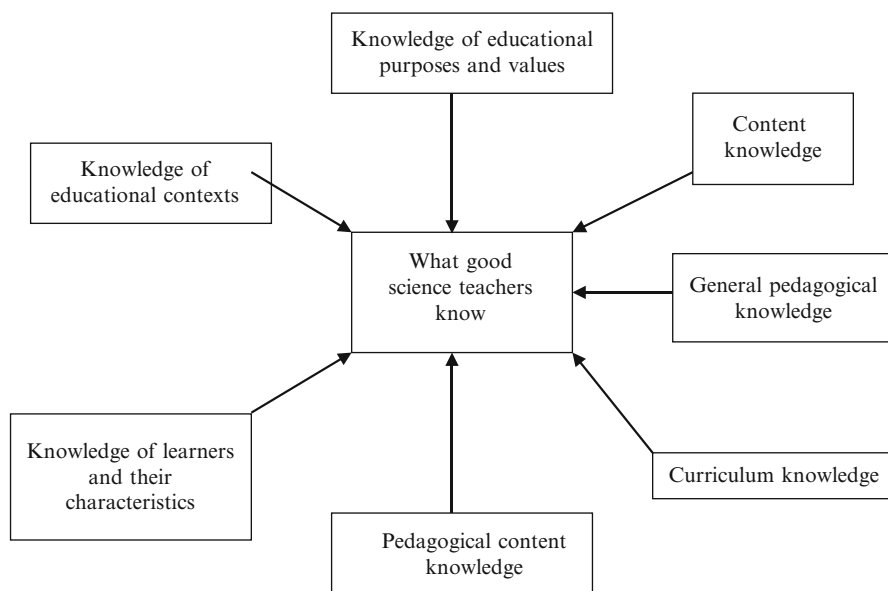 Knowledge of educational
purposes and values
Content
knowledge
Knowledge of
educational contexts
What good
science teachers
know
General pedagogical
knowledge
Knowledge of learners
and their
characteristics
Curriculum knowledge
Pedagogical content
knowledge